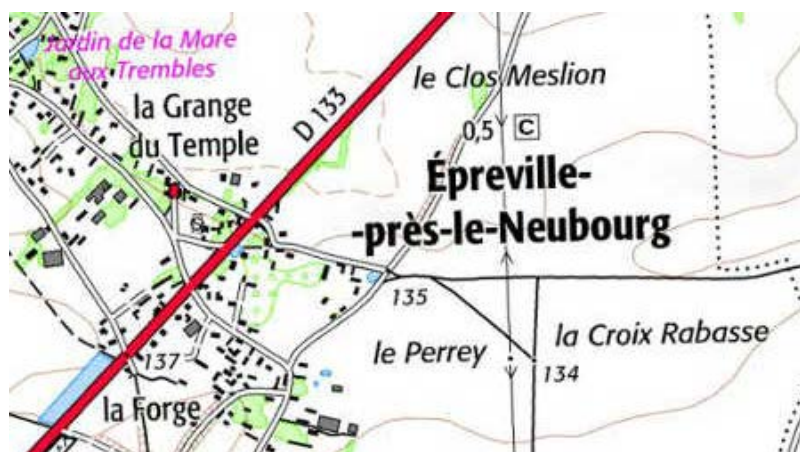 Jardin de la Mare
aux Trembles
la Grange
du Temple
D 133
le Clos Meslion
0,5 C
Épreville-
-près-le-Neubourg
135
le Perrey
la Croix Rabasse
134
137
la Forge